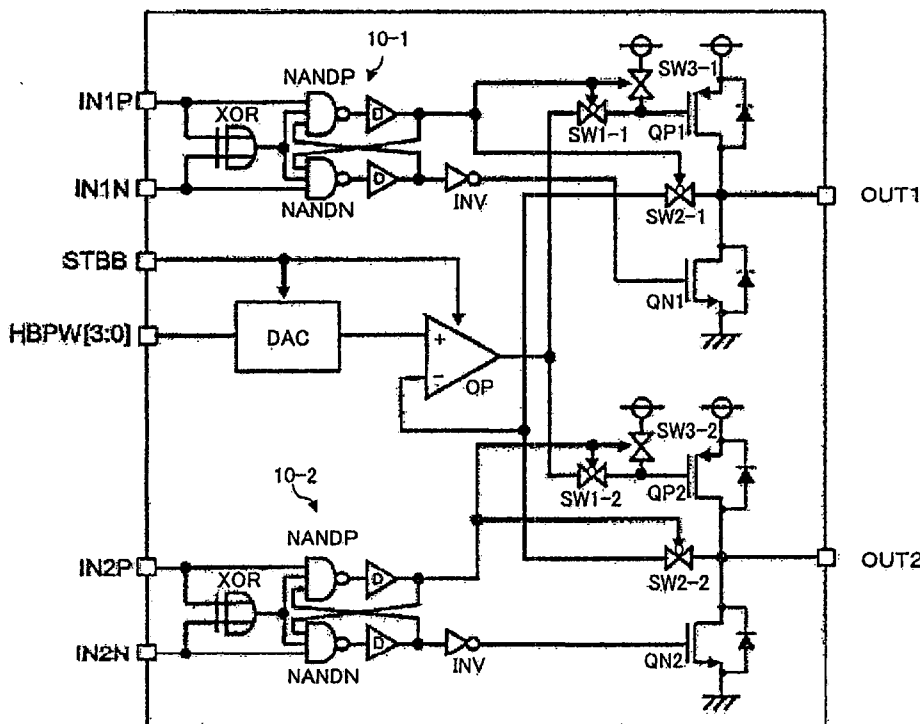 10-1
NANDP
SW3-1
IN1P
XOR
D
SW1-1
QP1
IN1N
D
NANDN
INV
SW2-1
OUT1
STBB
QN1
HBPW[3:0]
DAC
+
−
OP
SW3-2
10-2
SW1-2
QP2
NANDP
IN2P
XOR
D
SW2-2
OUT2
IN2N
D
NANDN
INV
QN2